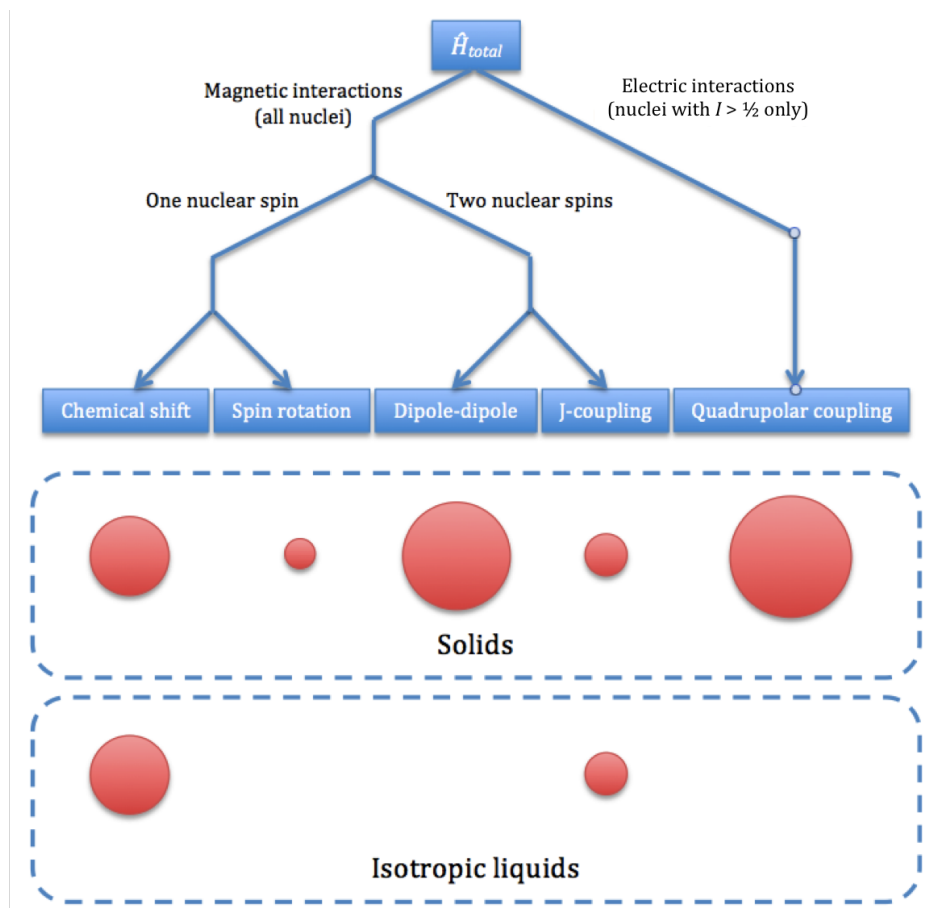 Ĥtotal
Magnetic interactions
(all nuclei)
Electric interactions
(nuclei with I > ½ only)
One nuclear spin
Two nuclear spins
Chemical shift
Spin rotation
Dipole-dipole
J-coupling
Quadrupolar coupling
Solids
Isotropic liquids